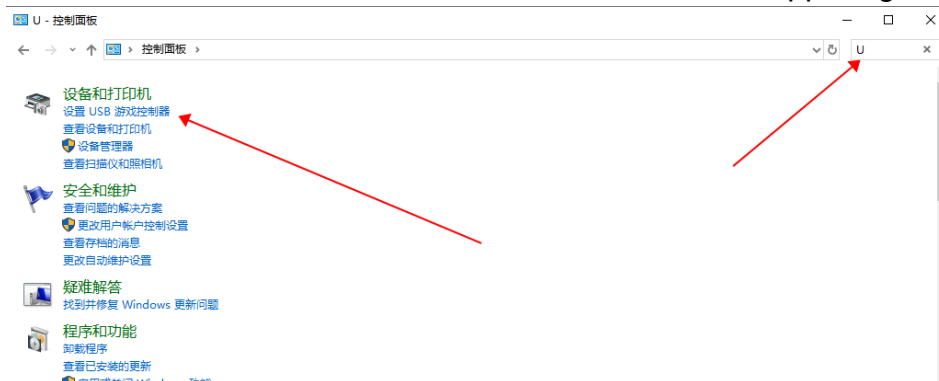 U - 控制面板
控制面板
U
设备和打印机
设置 USB 游戏控制器
查看设备和打印机
设备管理器
查看扫描仪和照相机
安全和维护
查看问题的解决方案
更改用户帐户控制设置
查看存档的消息
更改自动维护设置
疑难解答
找到并修复 Windows 更新问题
程序和功能
卸载程序
查看已安装的更新